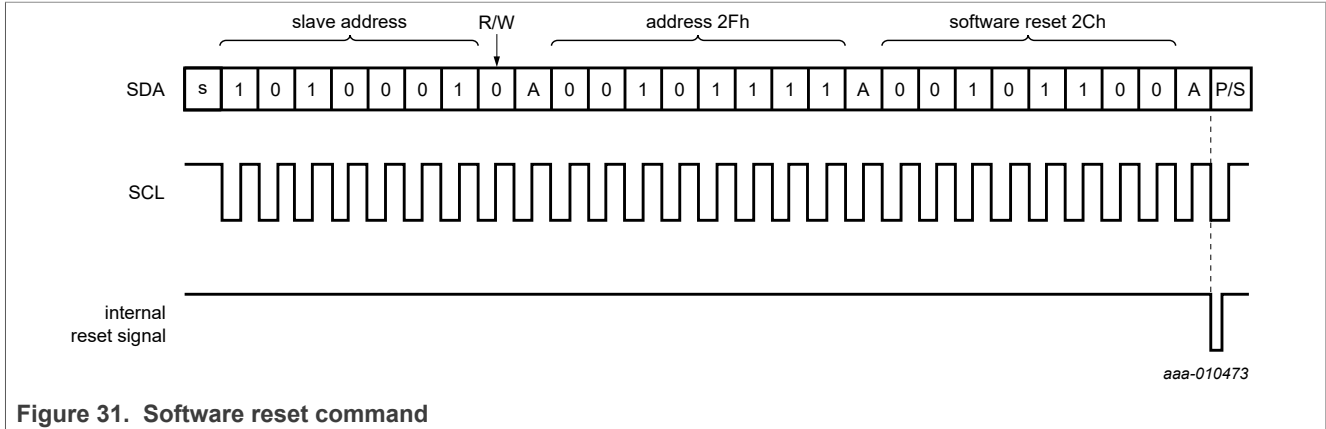 slave address R/W address 2Fh software reset 2Ch
SDA s 1 0 1 0 0 0 1 0 A 0 0 1 0 1 1 1 1 A 0 0 1 0 1 1 0 0 A P/S
SCL
internal
reset signal
aaa-010473
Figure 31. Software reset command